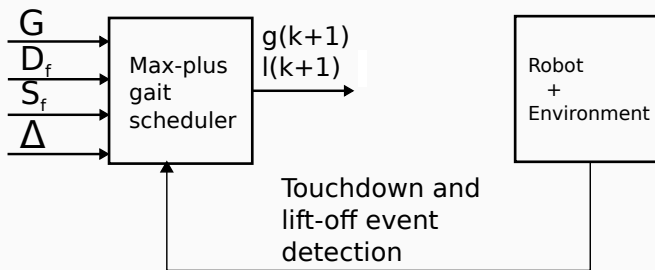 G
D_f
S_f
Δ
Max-plus
gait
scheduler
g(k+1)
l(k+1)
Robot
+
Environment
Touchdown and
lift-off event
detection